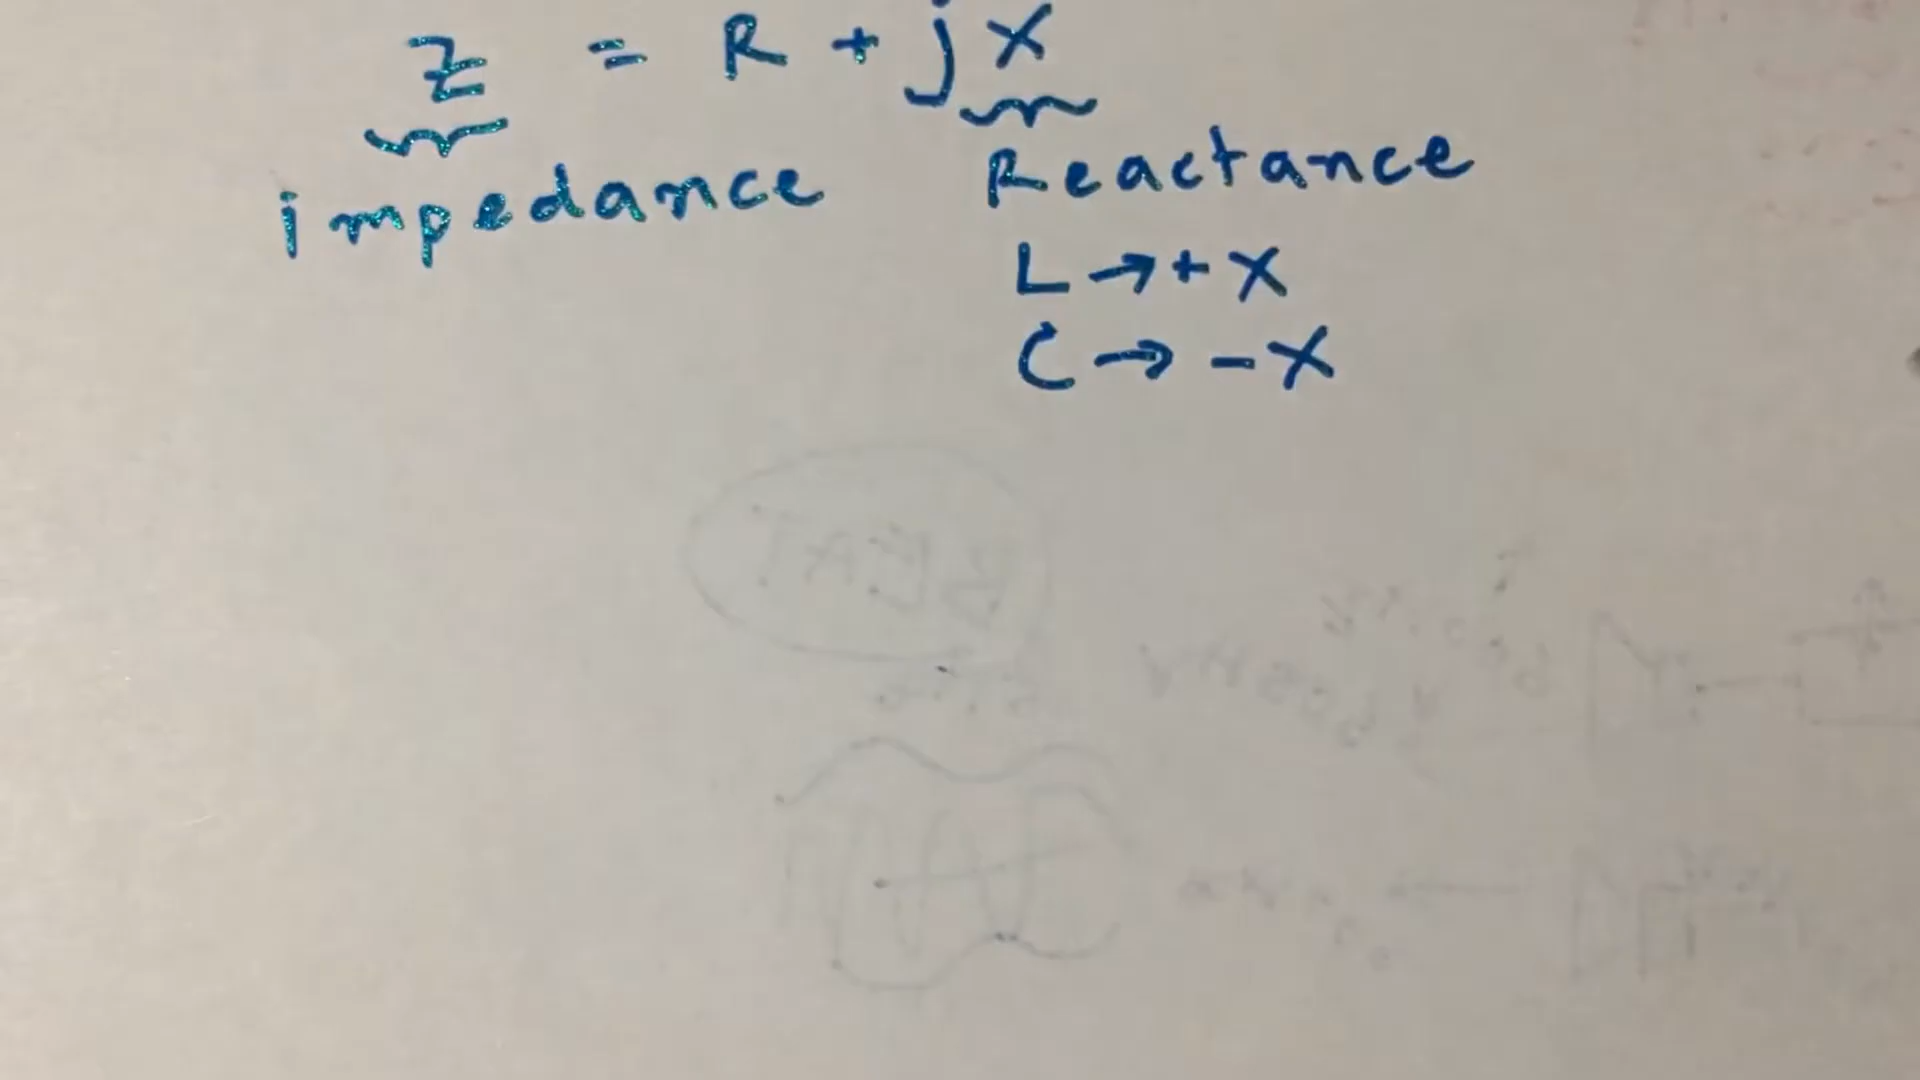 Z = R + jX
impedance Reactance
L → + X
C → - X